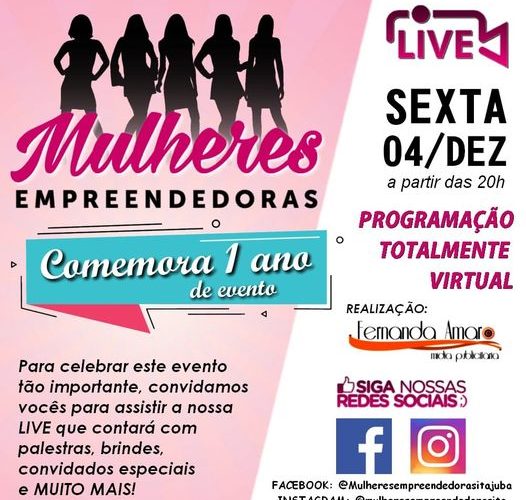 Mulheres
EMPREENDEDORAS
Comemora 1 ano
de evento
Para celebrar este evento
tão importante, convidamos
vocês para assistir a nossa
LIVE que contará com
palestras, brindes,
convidados especiais
e MUITO MAIS!
LIVE
SEXTA
04/DEZ
a partir das 20h
PROGRAMAÇÃO
TOTALMENTE
VIRTUAL
REALIZAÇÃO:
Fernanda Amaro
mídia publicitária
SIGA NOSSAS
REDES SOCIAIS:)
FACEBOOK: @Mulheresempreendedorasitajuba
INSTAGRAM: